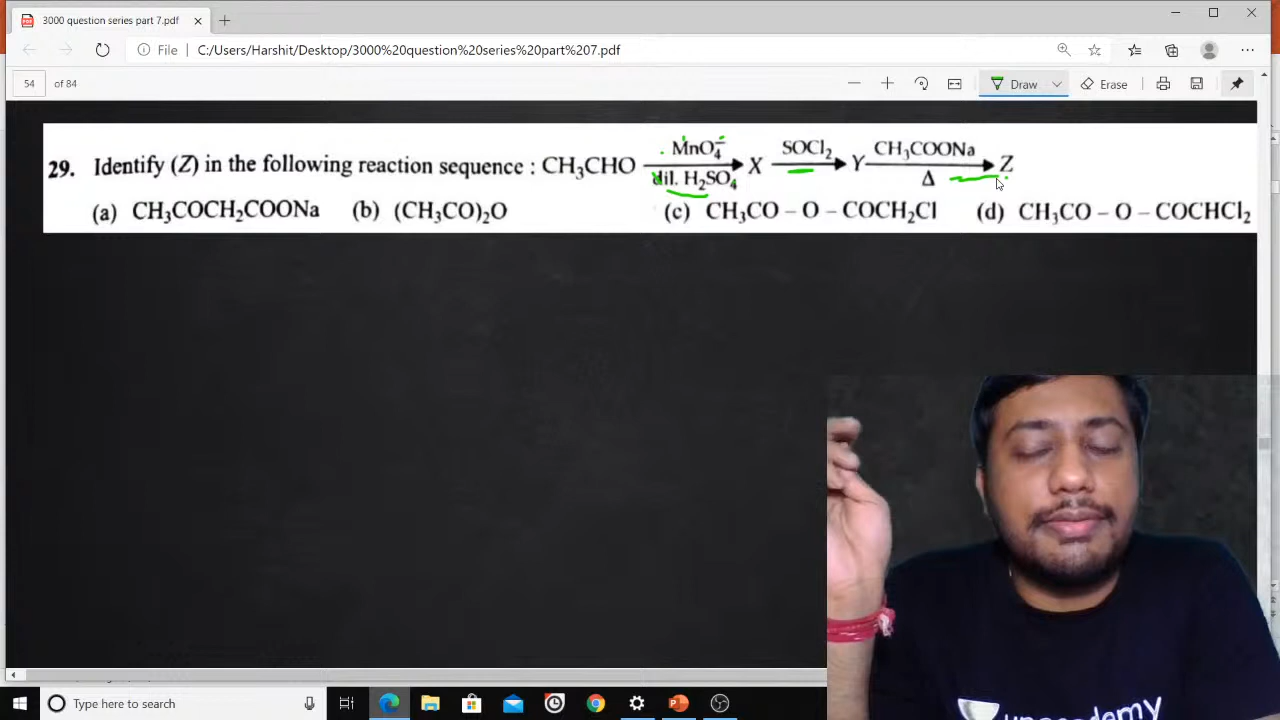 3000 question series part 7.pdf
File
C:/Users/Harshit/Desktop/3000%20question%20series%20part%207.pdf
54 of 84
Draw
Erase
29. Identify (Z) in the following reaction sequence : CH₃CHO MnO₄⁻ dil. H₂SO₄ X SOCl₂ Y CH₃COONa Δ Z
(a) CH₃COCH₂COONa (b) (CH₃CO)₂O (c) CH₃CO – O – COCH₂Cl (d) CH₃CO – O – COCHCl₂
Type here to search